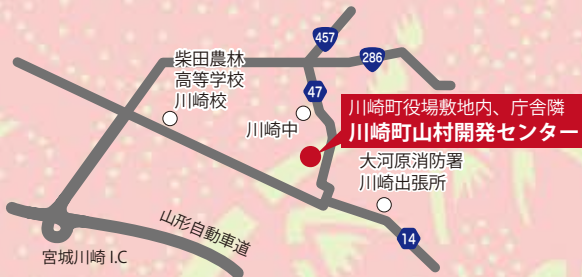 457
286
柴田農林
高等学校
川崎校
47
川崎町役場敷地内、庁舎隣
川崎町山村開発センター
川崎中
大河原消防署
川崎出張所
山形自動車道
14
宮城川崎 I.C